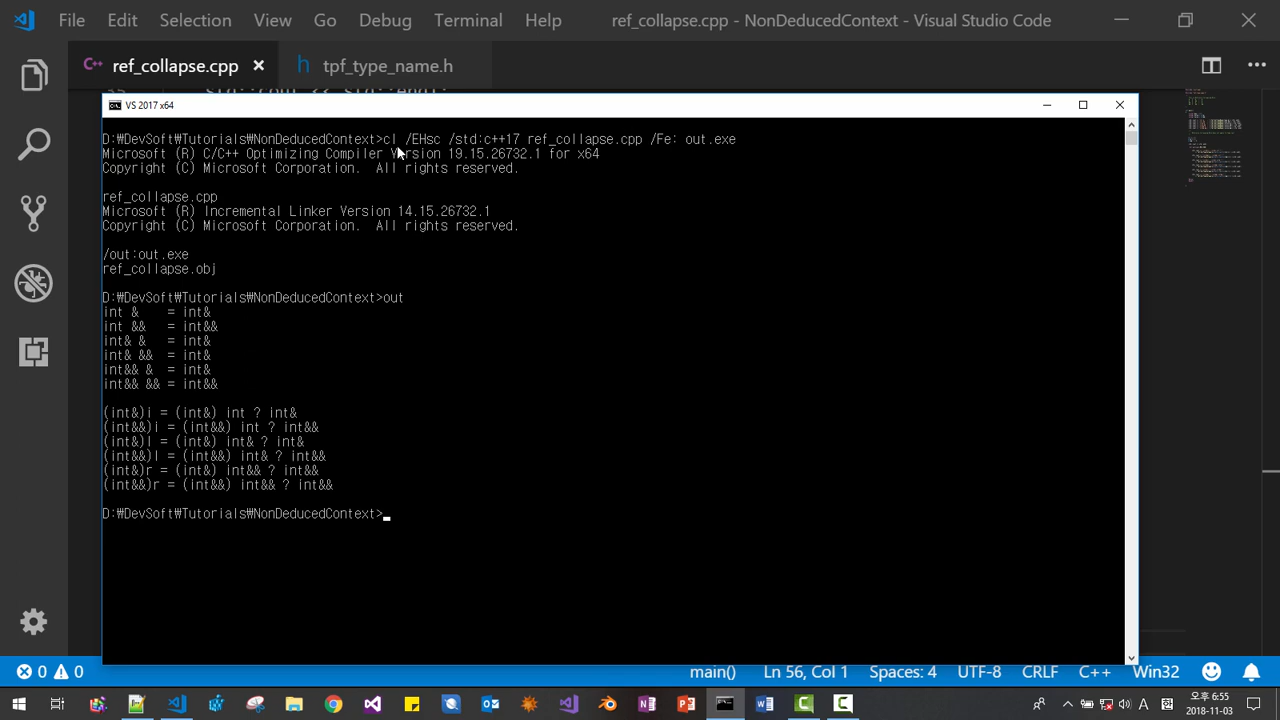 File Edit Selection View Go Debug Terminal Help ref_collapse.cpp - NonDeducedContext - Visual Studio Code
C++ ref_collapse.cpp × h tpf_type_name.h
VS 2017 x64
D:₩DevSoft₩Tutorials₩NonDeducedContext>cl /EHsc /std:c++17 ref_collapse.cpp /Fe: out.exe
Microsoft (R) C/C++ Optimizing Compiler Version 19.15.26732.1 for x64
Copyright (C) Microsoft Corporation.  All rights reserved.
ref_collapse.cpp
Microsoft (R) Incremental Linker Version 14.15.26732.1
Copyright (C) Microsoft Corporation.  All rights reserved.
/out:out.exe
ref_collapse.obj
D:₩DevSoft₩Tutorials₩NonDeducedContext>out
int &    = int&
int &&   = int&&
int& &   = int&
int& &&  = int&
int&& &  = int&
int&& && = int&&
(int&)i = (int&) int ? int&
(int&&)i = (int&&) int ? int&&
(int&)l = (int&) int& ? int&
(int&&)l = (int&&) int& ? int&&
(int&)r = (int&) int&& ? int&&
(int&&)r = (int&&) int&& ? int&&
D:₩DevSoft₩Tutorials₩NonDeducedContext>
0 0 main() Ln 56, Col 1 Spaces: 4 UTF-8 CRLF C++ Win32
A 오후 6:55
2018-11-03